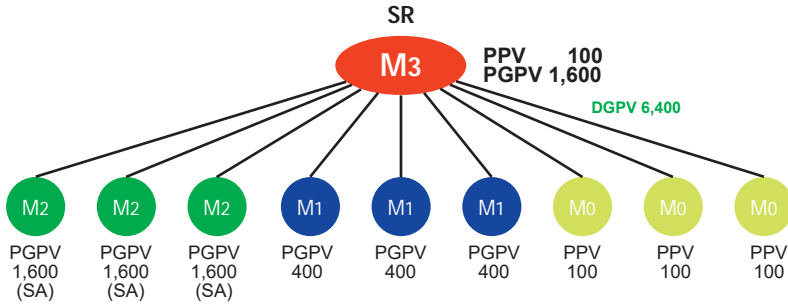 SR
M3
PPV 100
PGPV 1,600
DGPV 6,400
M2 M2 M2 M1 M1 M1 M0 M0 M0
PGPV PGPV PGPV PGPV PGPV PGPV PPV PPV PPV
1,600 1,600 1,600 400 400 400 100 100 100
(SA) (SA) (SA)